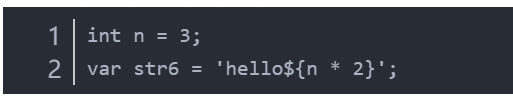 1 int n = 3;
2 var str6 = 'hello${n * 2}';